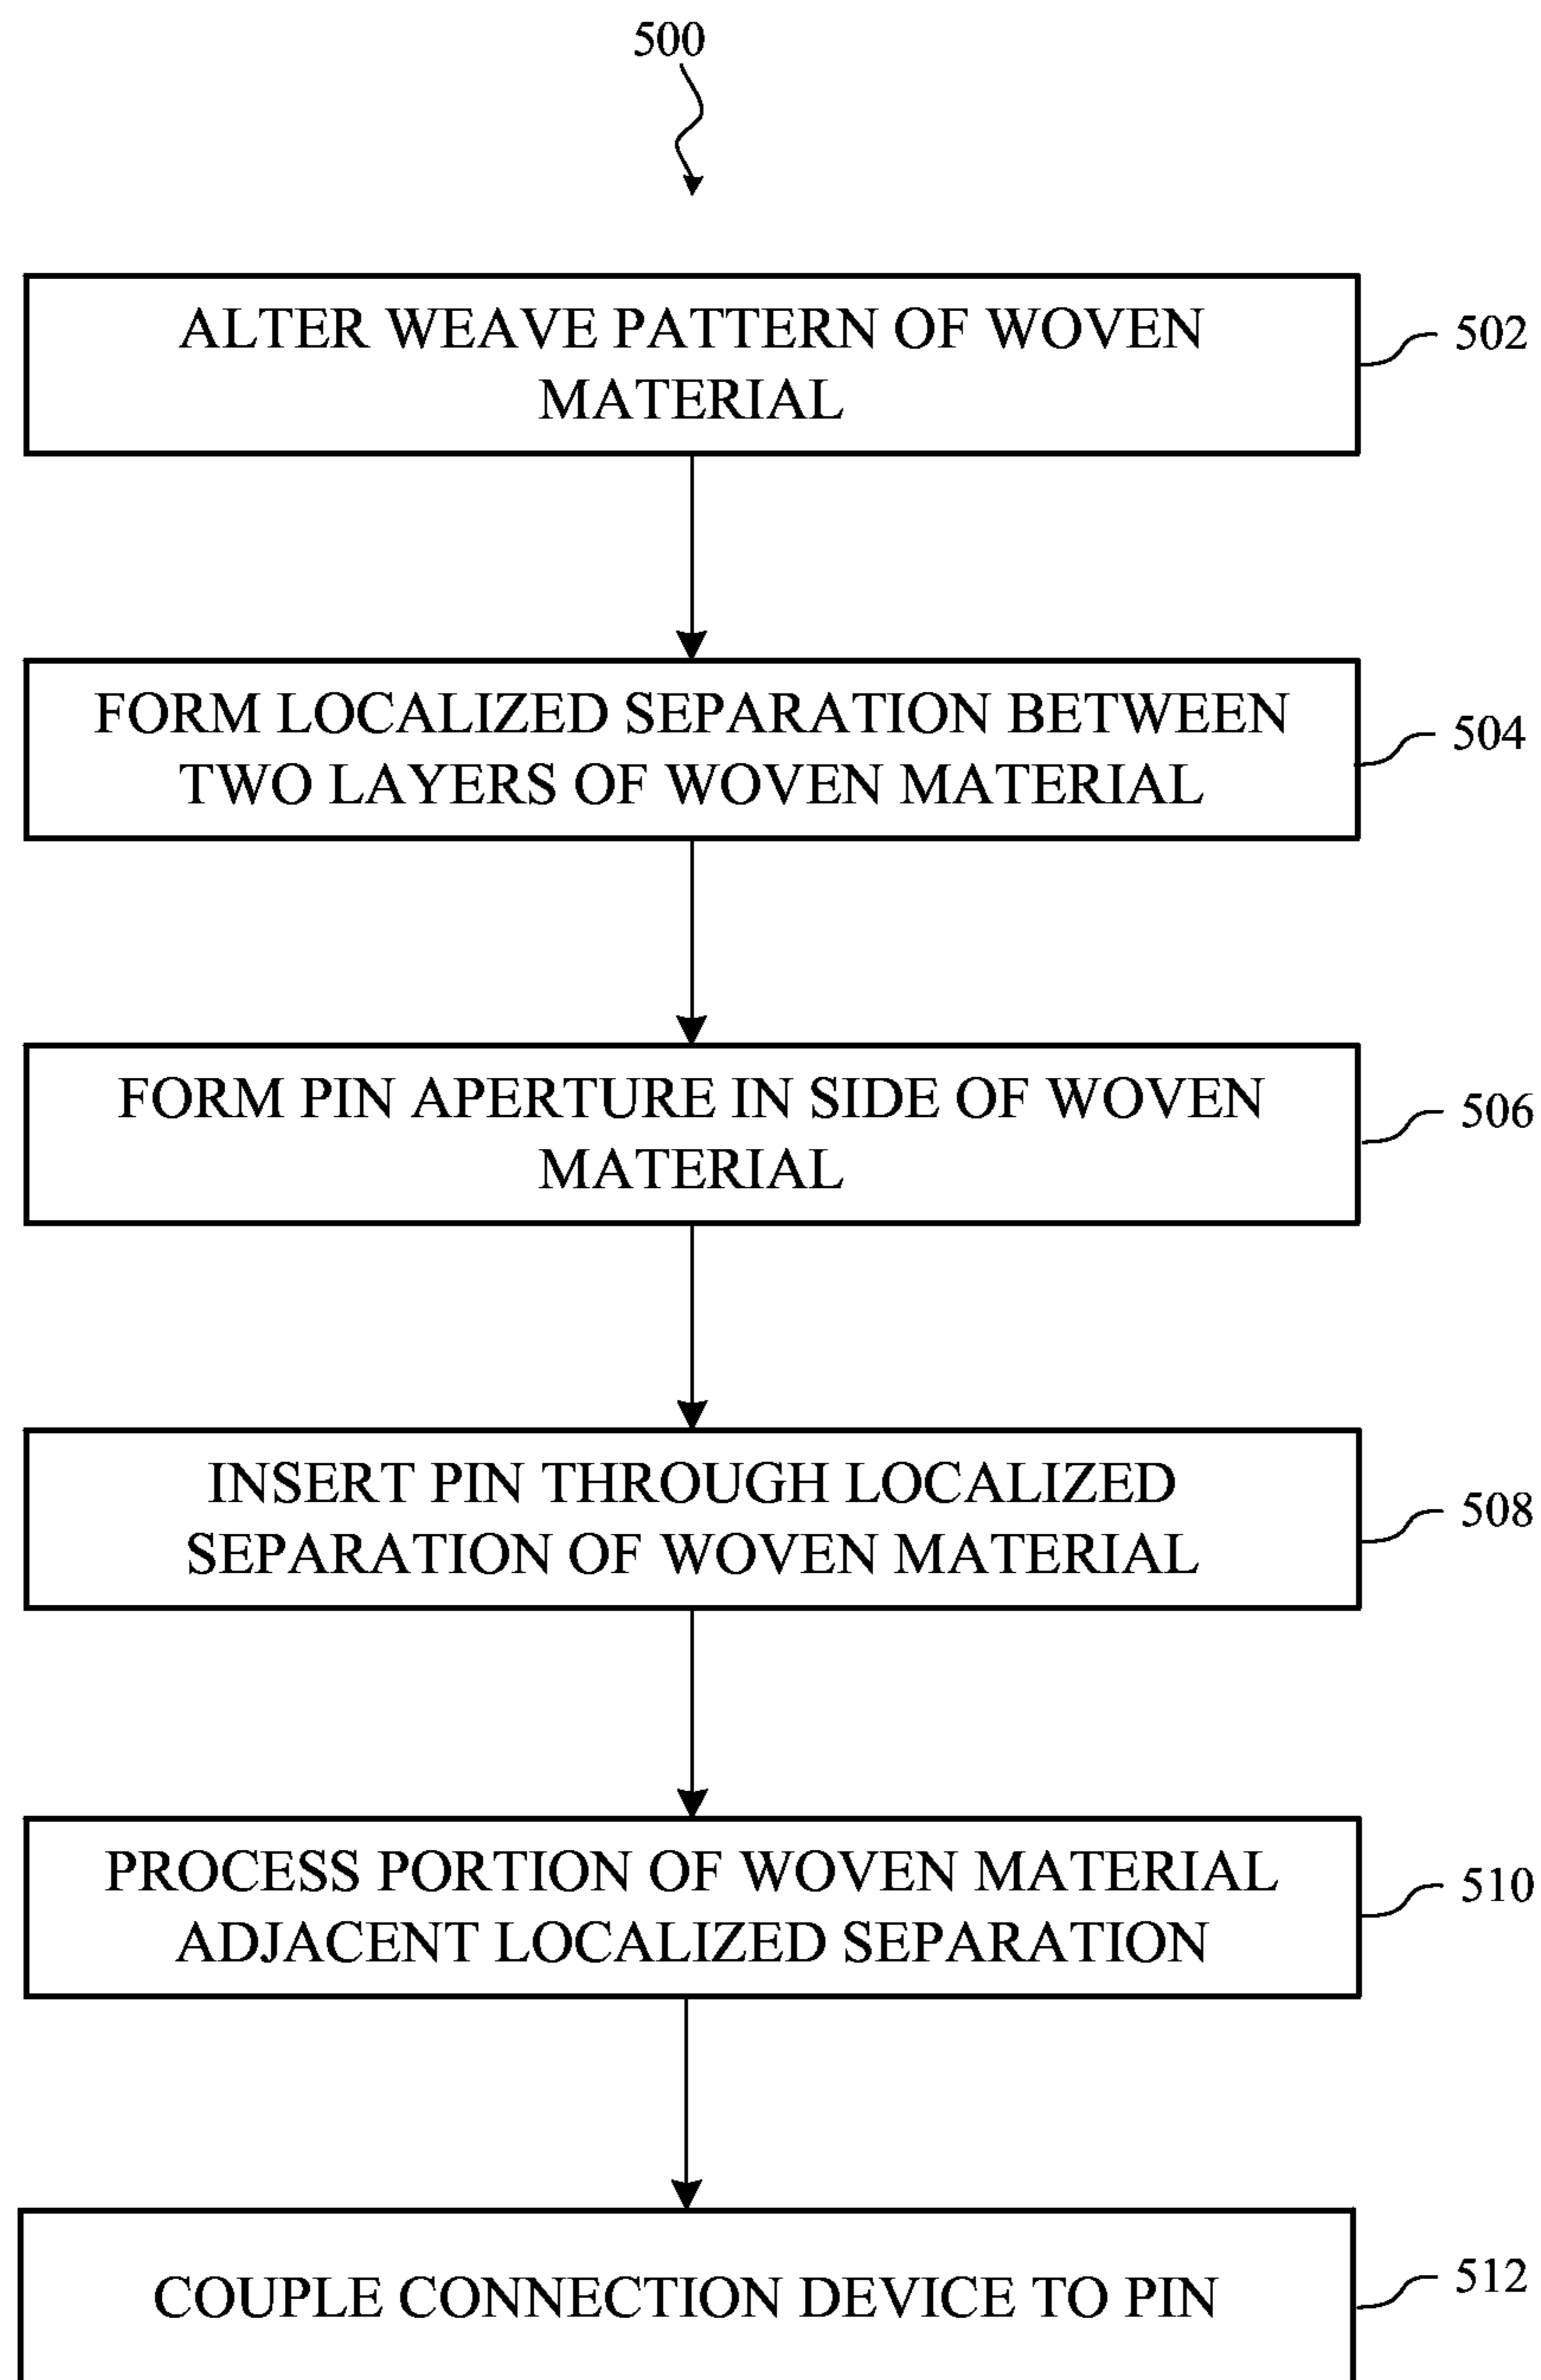 500
ALTER WEAVE PATTERN OF WOVEN
MATERIAL
502
FORM LOCALIZED SEPARATION BETWEEN
TWO LAYERS OF WOVEN MATERIAL
504
FORM PIN APERTURE IN SIDE OF WOVEN
MATERIAL
506
INSERT PIN THROUGH LOCALIZED
SEPARATION OF WOVEN MATERIAL
508
PROCESS PORTION OF WOVEN MATERIAL
ADJACENT LOCALIZED SEPARATION
510
COUPLE CONNECTION DEVICE TO PIN
512